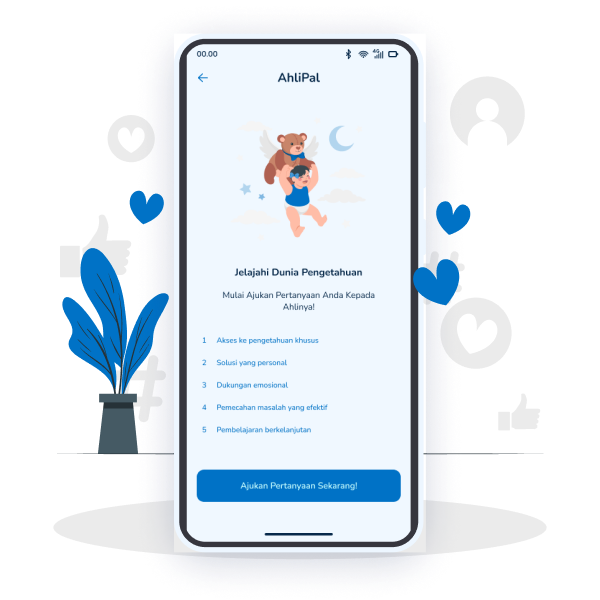 00.00
4G
AhliPal
Jelajahi Dunia Pengetahuan
Mulai Ajukan Pertanyaan Anda Kepada
Ahlinya!
1 Akses ke pengetahuan khusus
2 Solusi yang personal
3 Dukungan emosional
4 Pemecahan masalah yang efektif
5 Pembelajaran berkelanjutan
Ajukan Pertanyaan Sekarang!